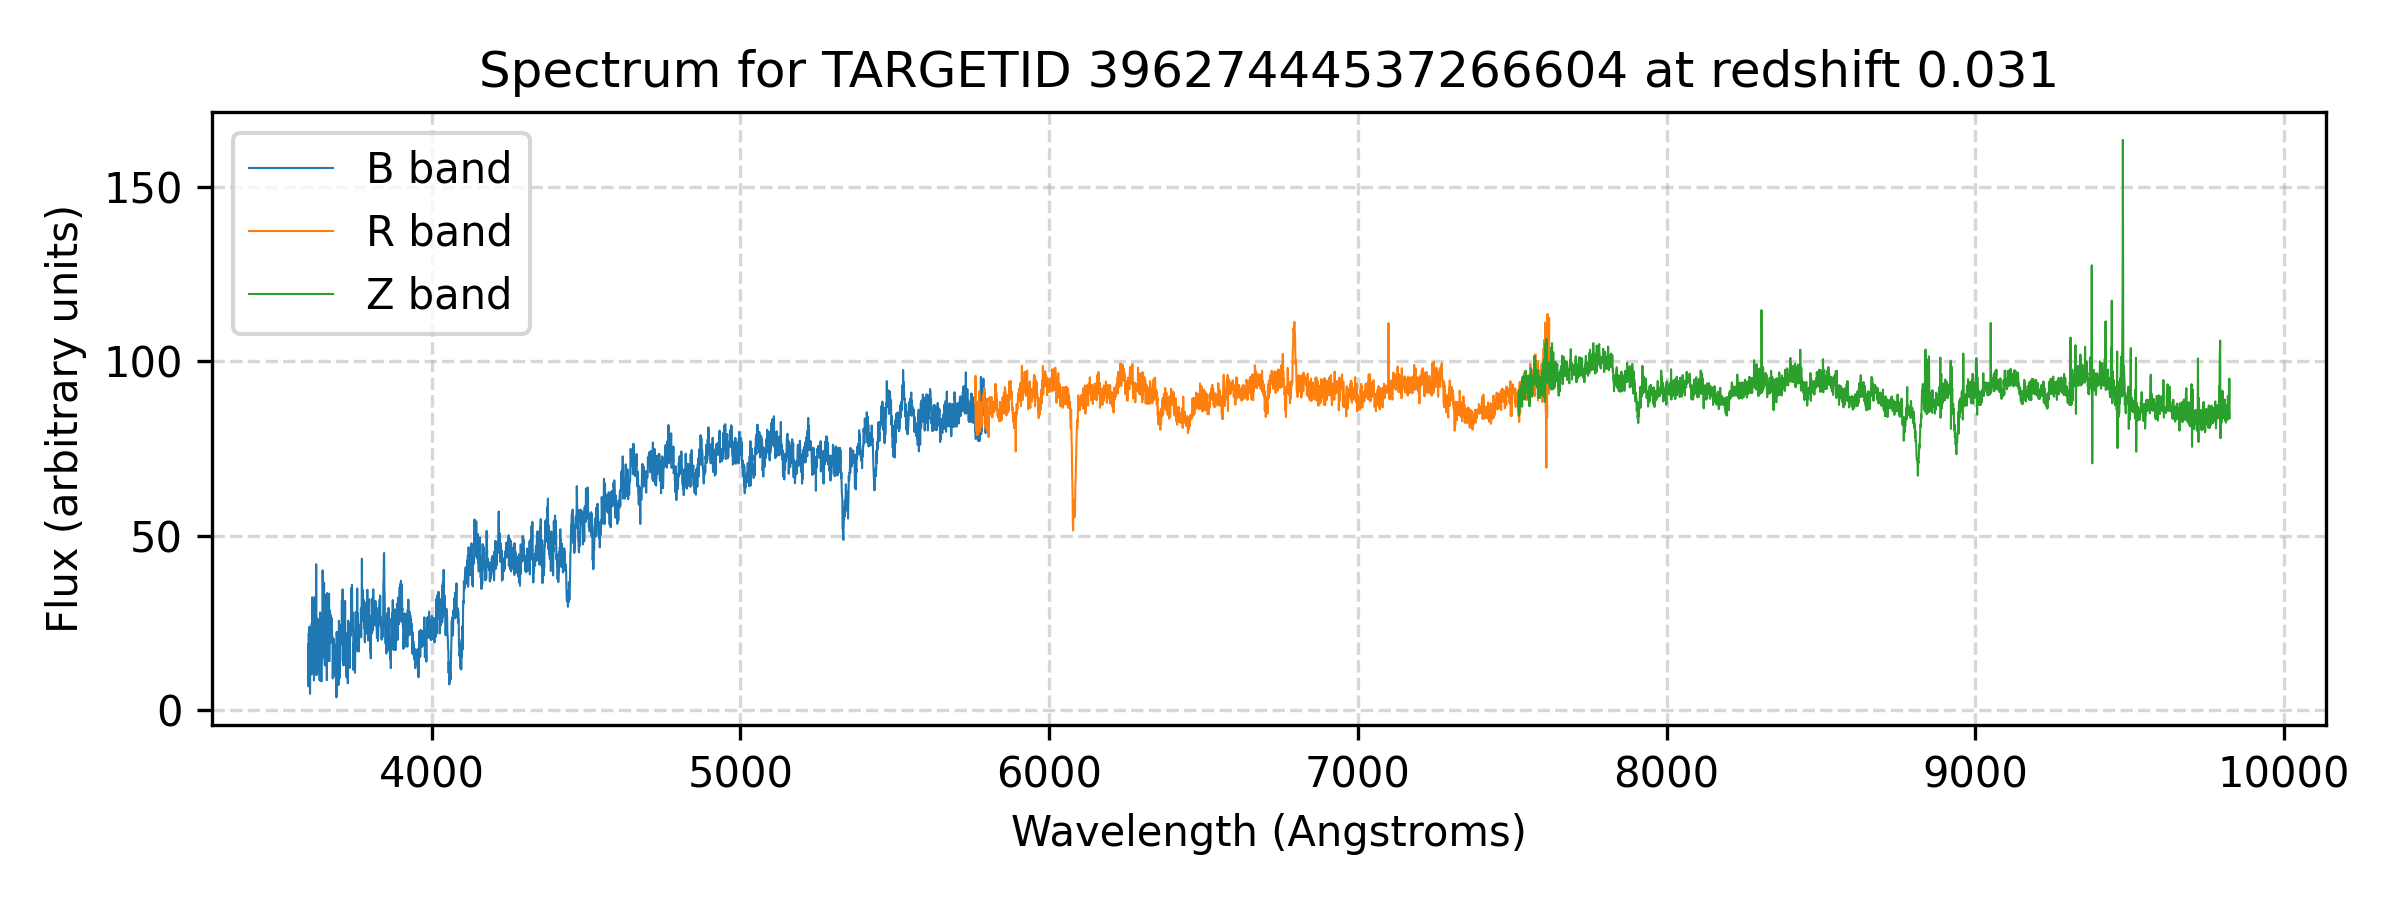 Spectrum for TARGETID 39627444537266604 at redshift 0.031
B band
R band
Z band
Flux (arbitrary units)
150
100
50
0
4000 5000 6000 7000 8000 9000 10000
Wavelength (Angstroms)